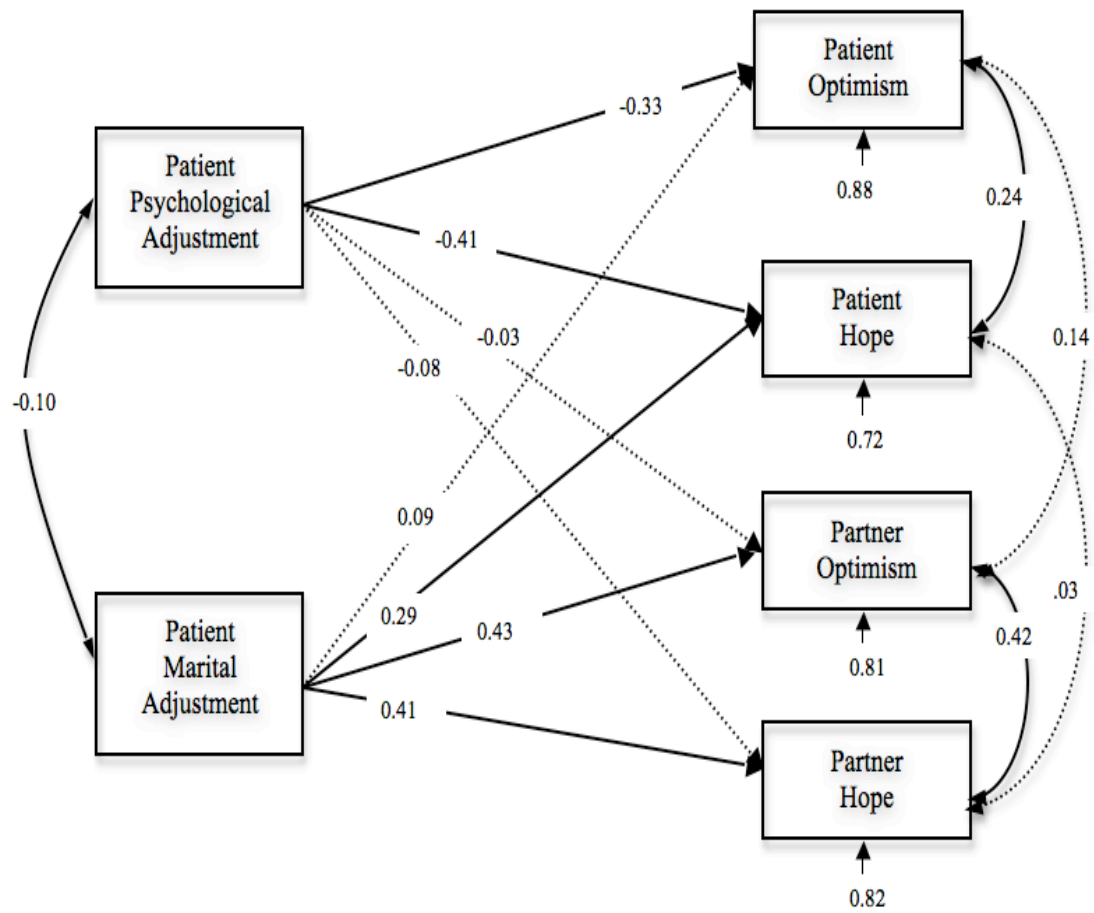 Patient
Optimism
-0.33
0.88
0.24
Patient
Psychological
Adjustment
-0.41
Patient
Hope
-0.03
-0.08
0.14
-0.10
0.72
0.09
Partner
Optimism
0.29
0.43
.03
0.42
Patient
Marital
Adjustment
0.81
0.41
Partner
Hope
0.82